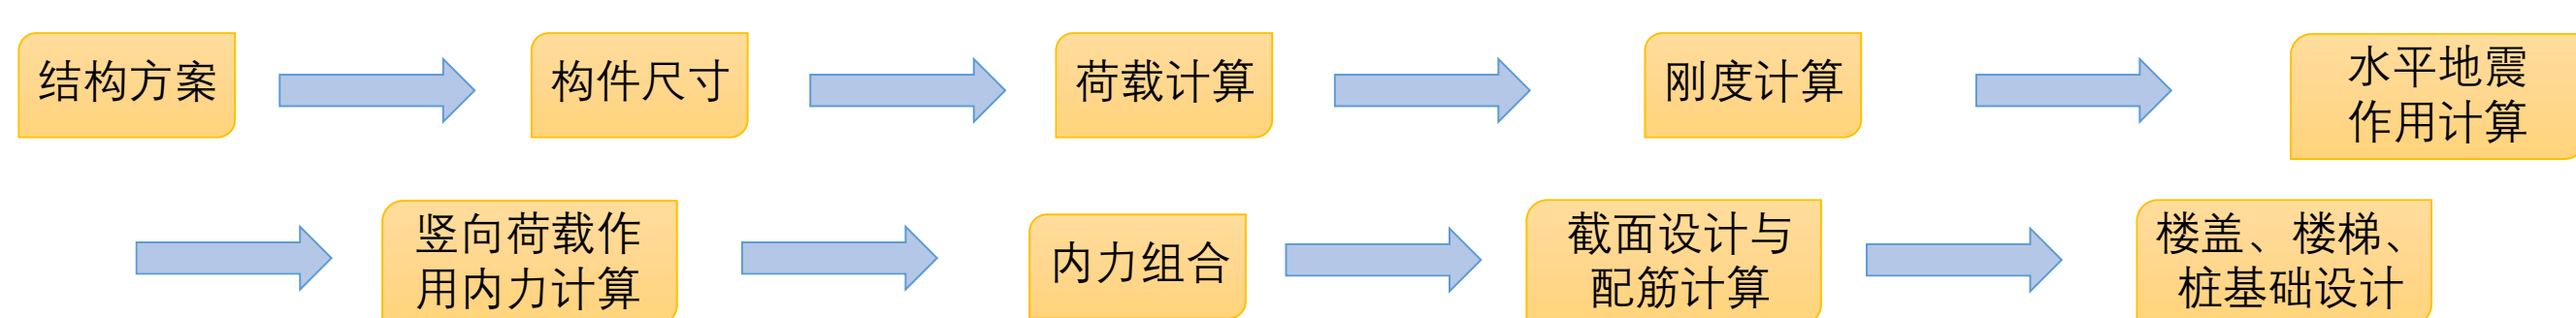 结构方案
构件尺寸
荷载计算
刚度计算
水平地震
作用计算
竖向荷载作
用内力计算
内力组合
截面设计与
配筋计算
楼盖、楼梯、
桩基础设计